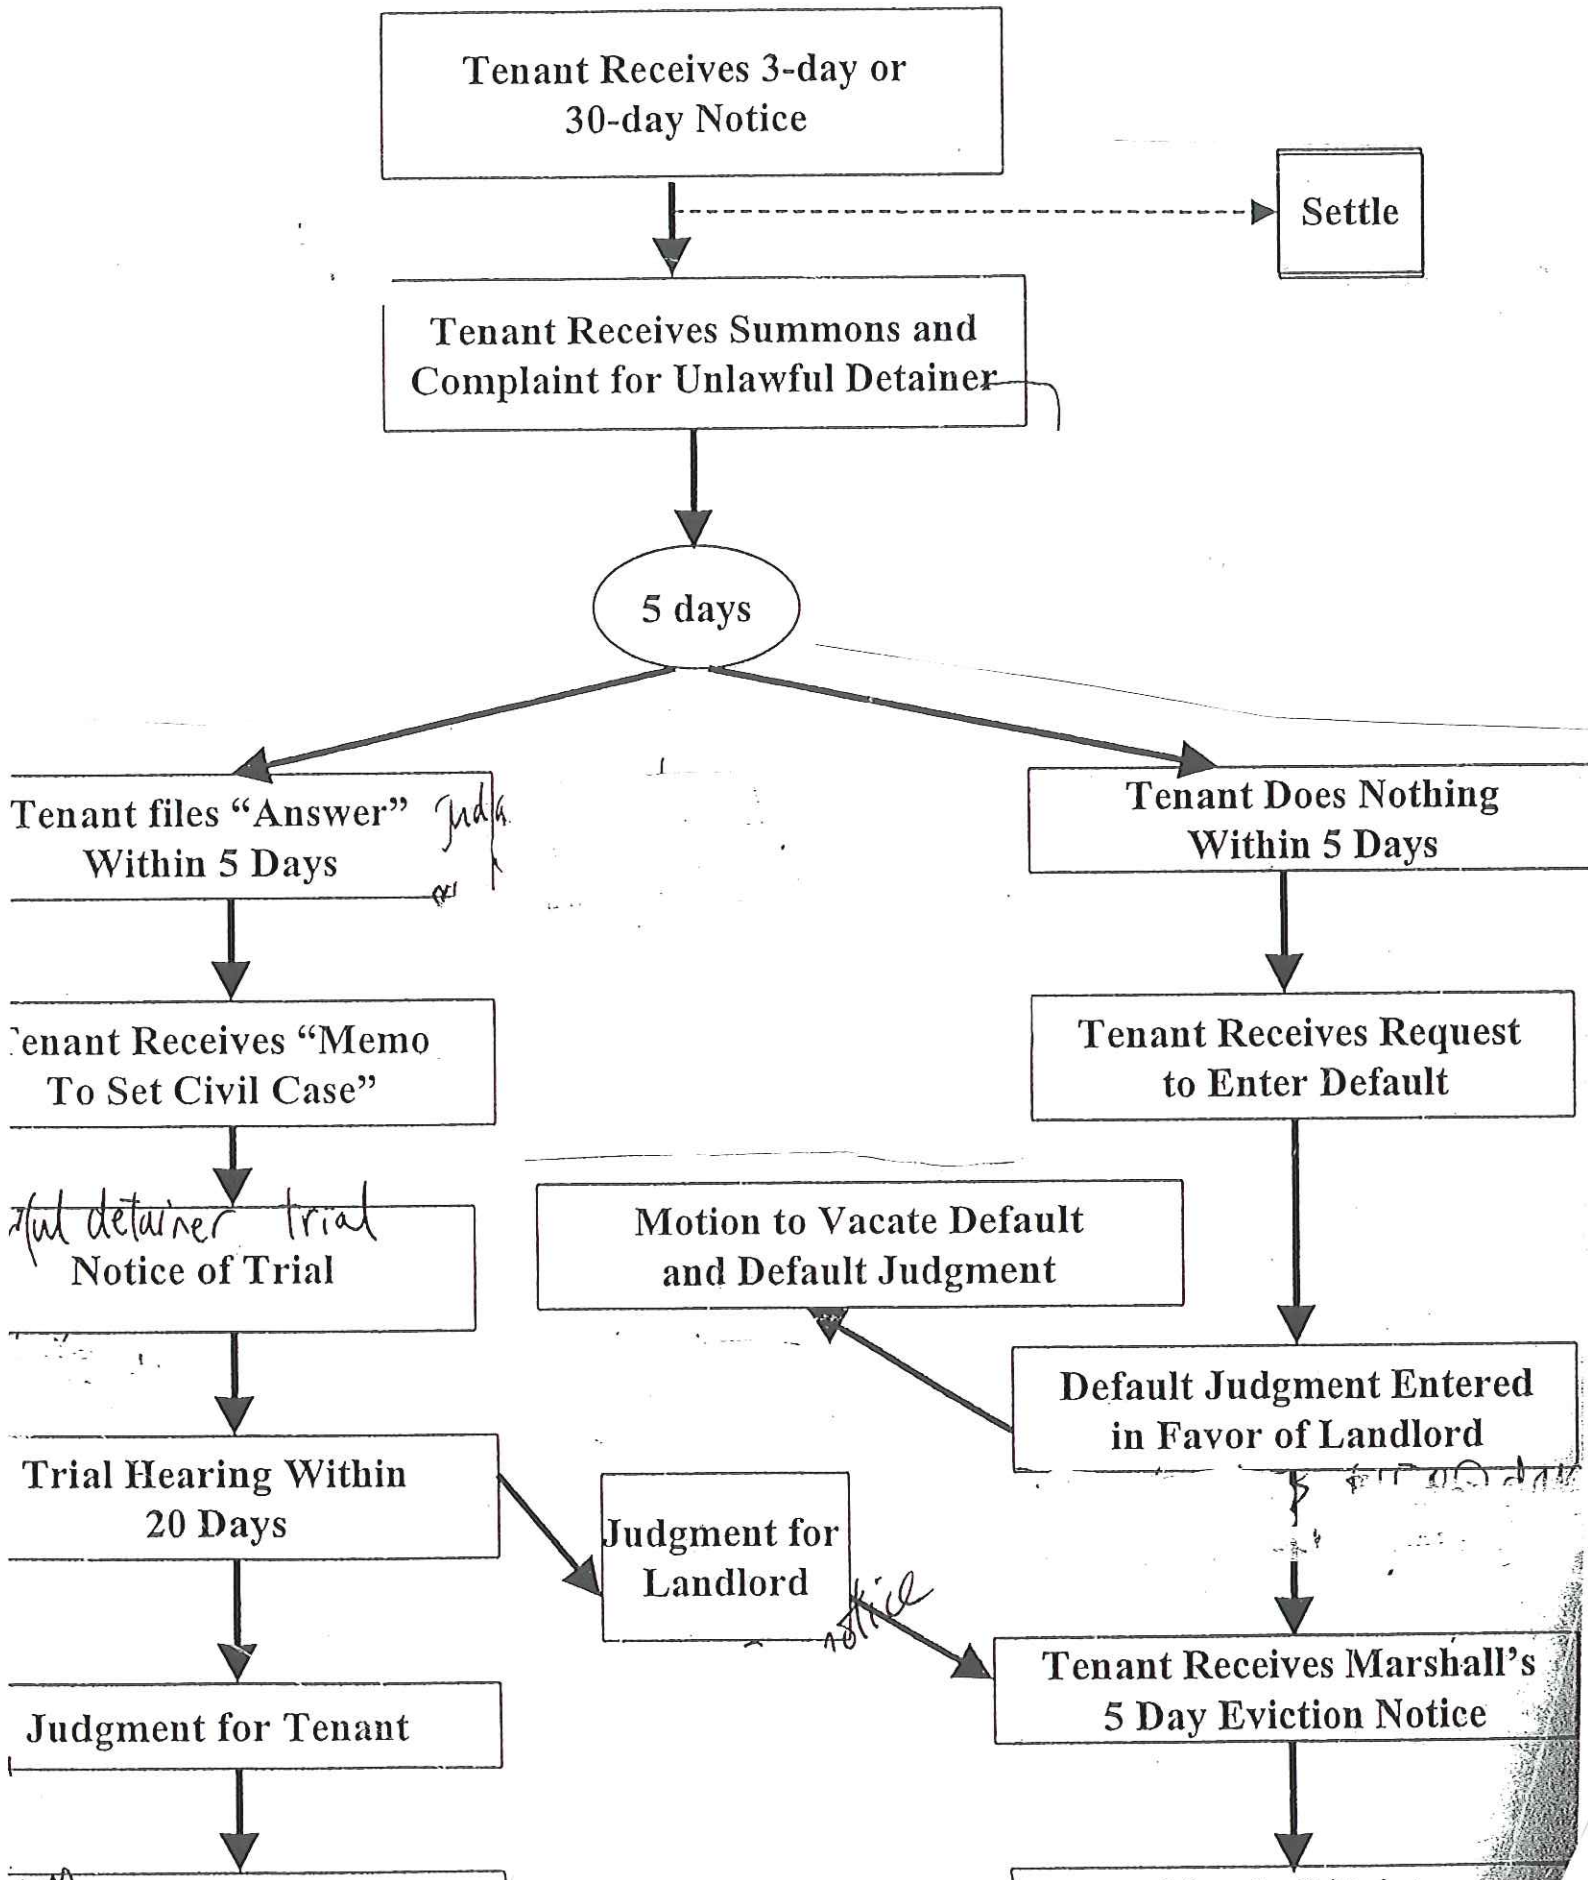 Tenant Receives 3-day or
30-day Notice
Settle
Tenant Receives Summons and
Complaint for Unlawful Detainer
5 days
Tenant files “Answer”
Within 5 Days
Tenant Does Nothing
Within 5 Days
enant Receives “Memo
To Set Civil Case”
Tenant Receives Request
to Enter Default
detainer trial
Notice of Trial
Motion to Vacate Default
and Default Judgment
Default Judgment Entered
in Favor of Landlord
Trial Hearing Within
20 Days
Judgment for
Landlord
notice
Tenant Receives Marshall’s
5 Day Eviction Notice
Judgment for Tenant